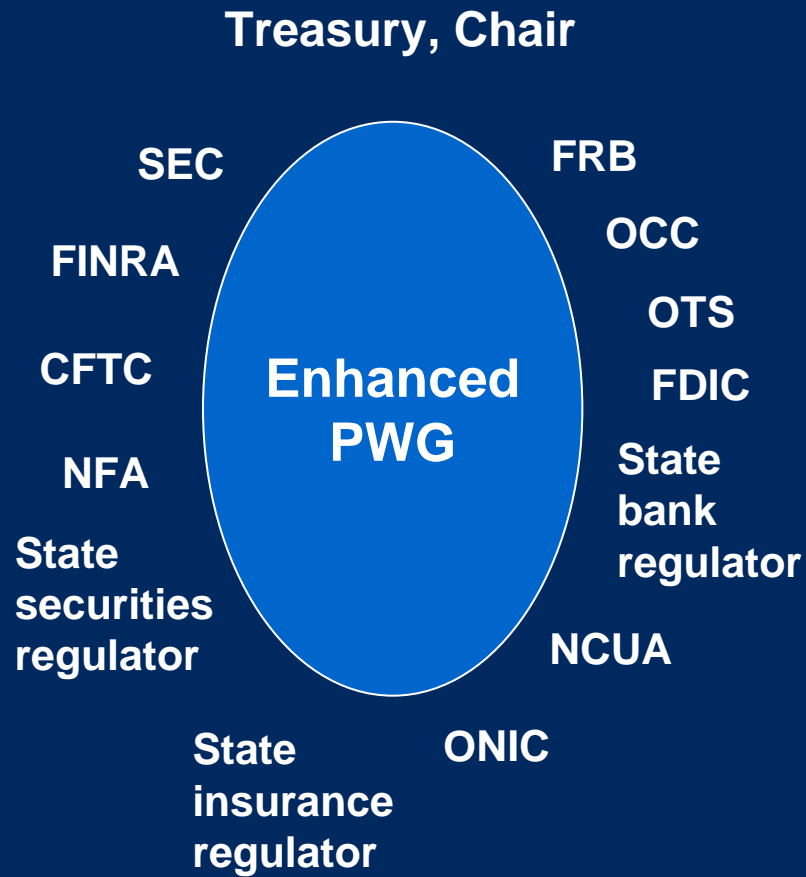 Treasury, Chair
SEC
FRB
OCC
FINRA
OTS
CFTC
FDIC
Enhanced
PWG
NFA
State
bank
regulator
State
securities
regulator
NCUA
ONIC
State
insurance
regulator